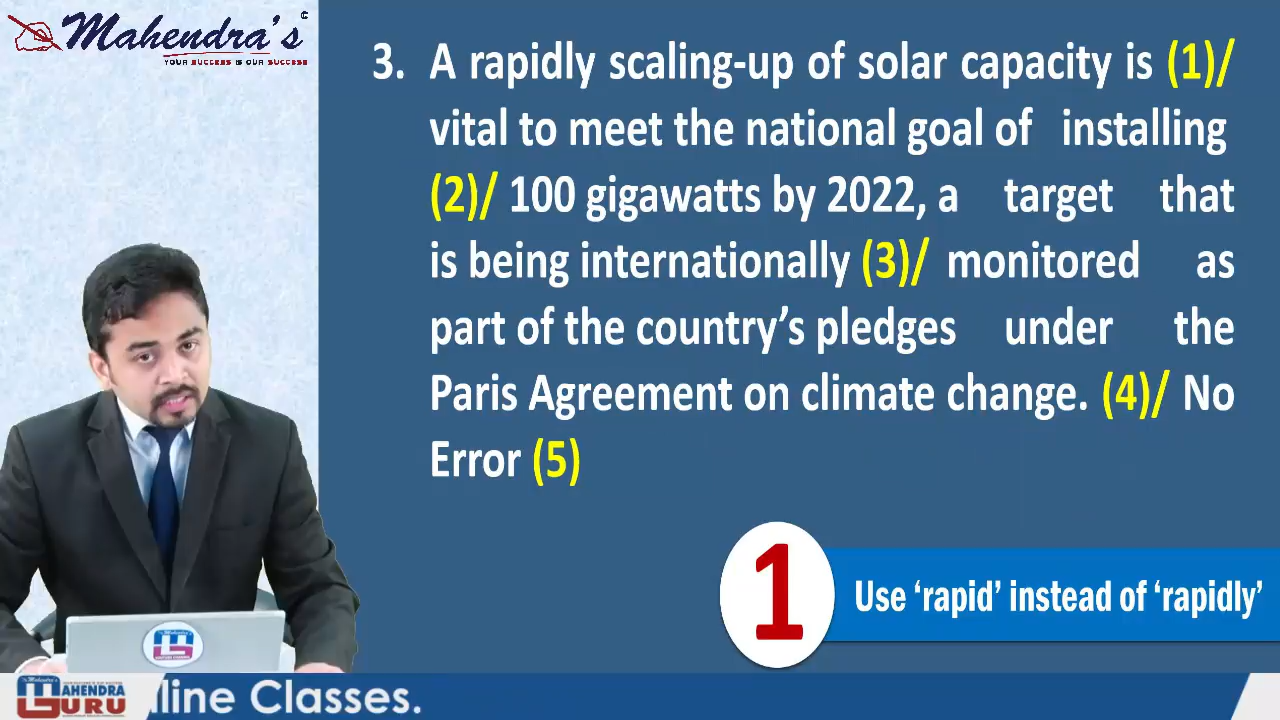 Mahendra's
YOUR SUCCESS IS OUR SUCCESS
3. A rapidly scaling-up of solar capacity is (1)/
vital to meet the national goal of installing
(2)/ 100 gigawatts by 2022, a target that
is being internationally (3)/ monitored as
part of the country's pledges under the
Paris Agreement on climate change. (4)/ No
Error (5)
1
Use ‘rapid’ instead of ‘rapidly’
MAHENDRA
GURU
line Classes.